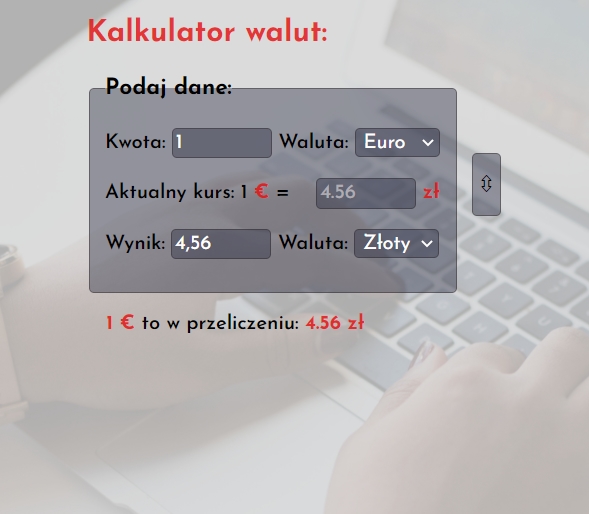 Kalkulator walut:
Podaj dane:
Kwota: 1 Waluta: Euro
Aktualny kurs: 1 € = 4.56 zł
Wynik: 4,56 Waluta: Złoty
1 € to w przeliczeniu: 4.56 zł